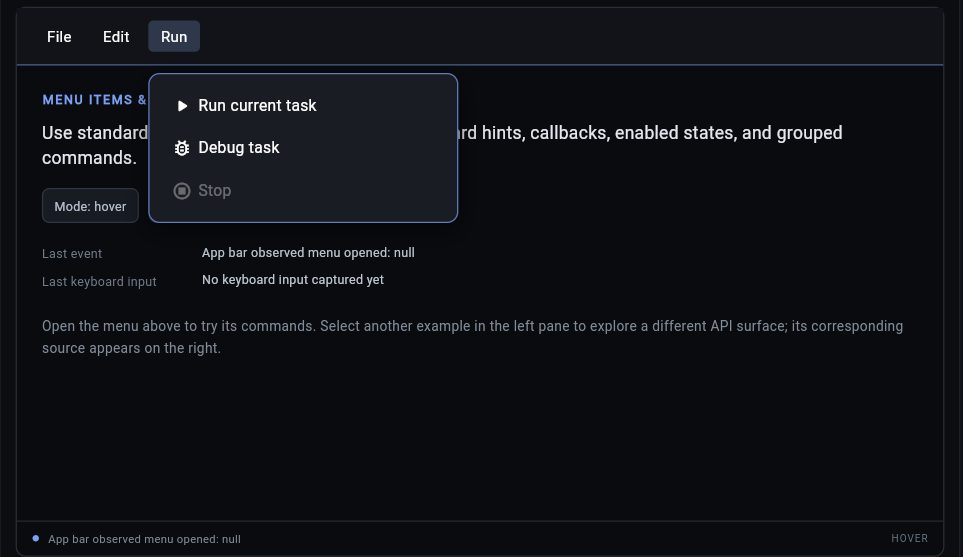 File Edit Run
MENU ITEMS &
Run current task
Use standard hints, callbacks, enabled states, and grouped
commands.
Debug task
Stop
Mode: hover
Last event App bar observed menu opened: null
Last keyboard input No keyboard input captured yet
Open the menu above to try its commands. Select another example in the left pane to explore a different API surface; its corresponding
source appears on the right.
App bar observed menu opened: null HOVER